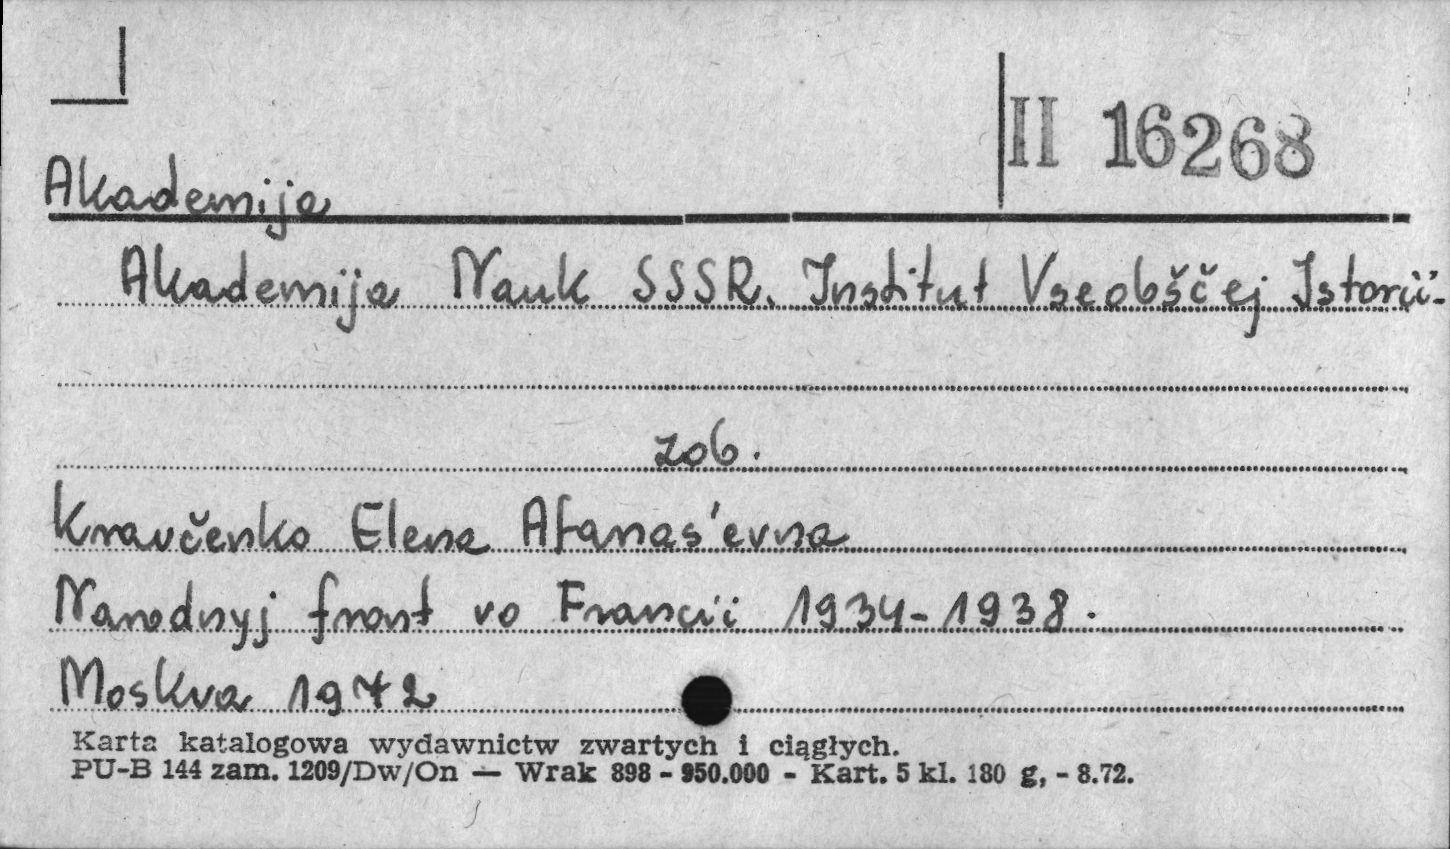 II 16268
Akademija
Akademija Nauk SSSR. Institut Vseobščej Istorii-
zob.
Kravčenko Elena Afanas'evna
Narodnyj front vo Francii 1934-1938.
Moskva 1972
Karta katalogowa wydawnictw zwartych i ciągłych.
PU-B 144 zam. 1209/Dw/On — Wrak 898 - 950.000 - Kart. 5 kl. 180 g, - 8.72.